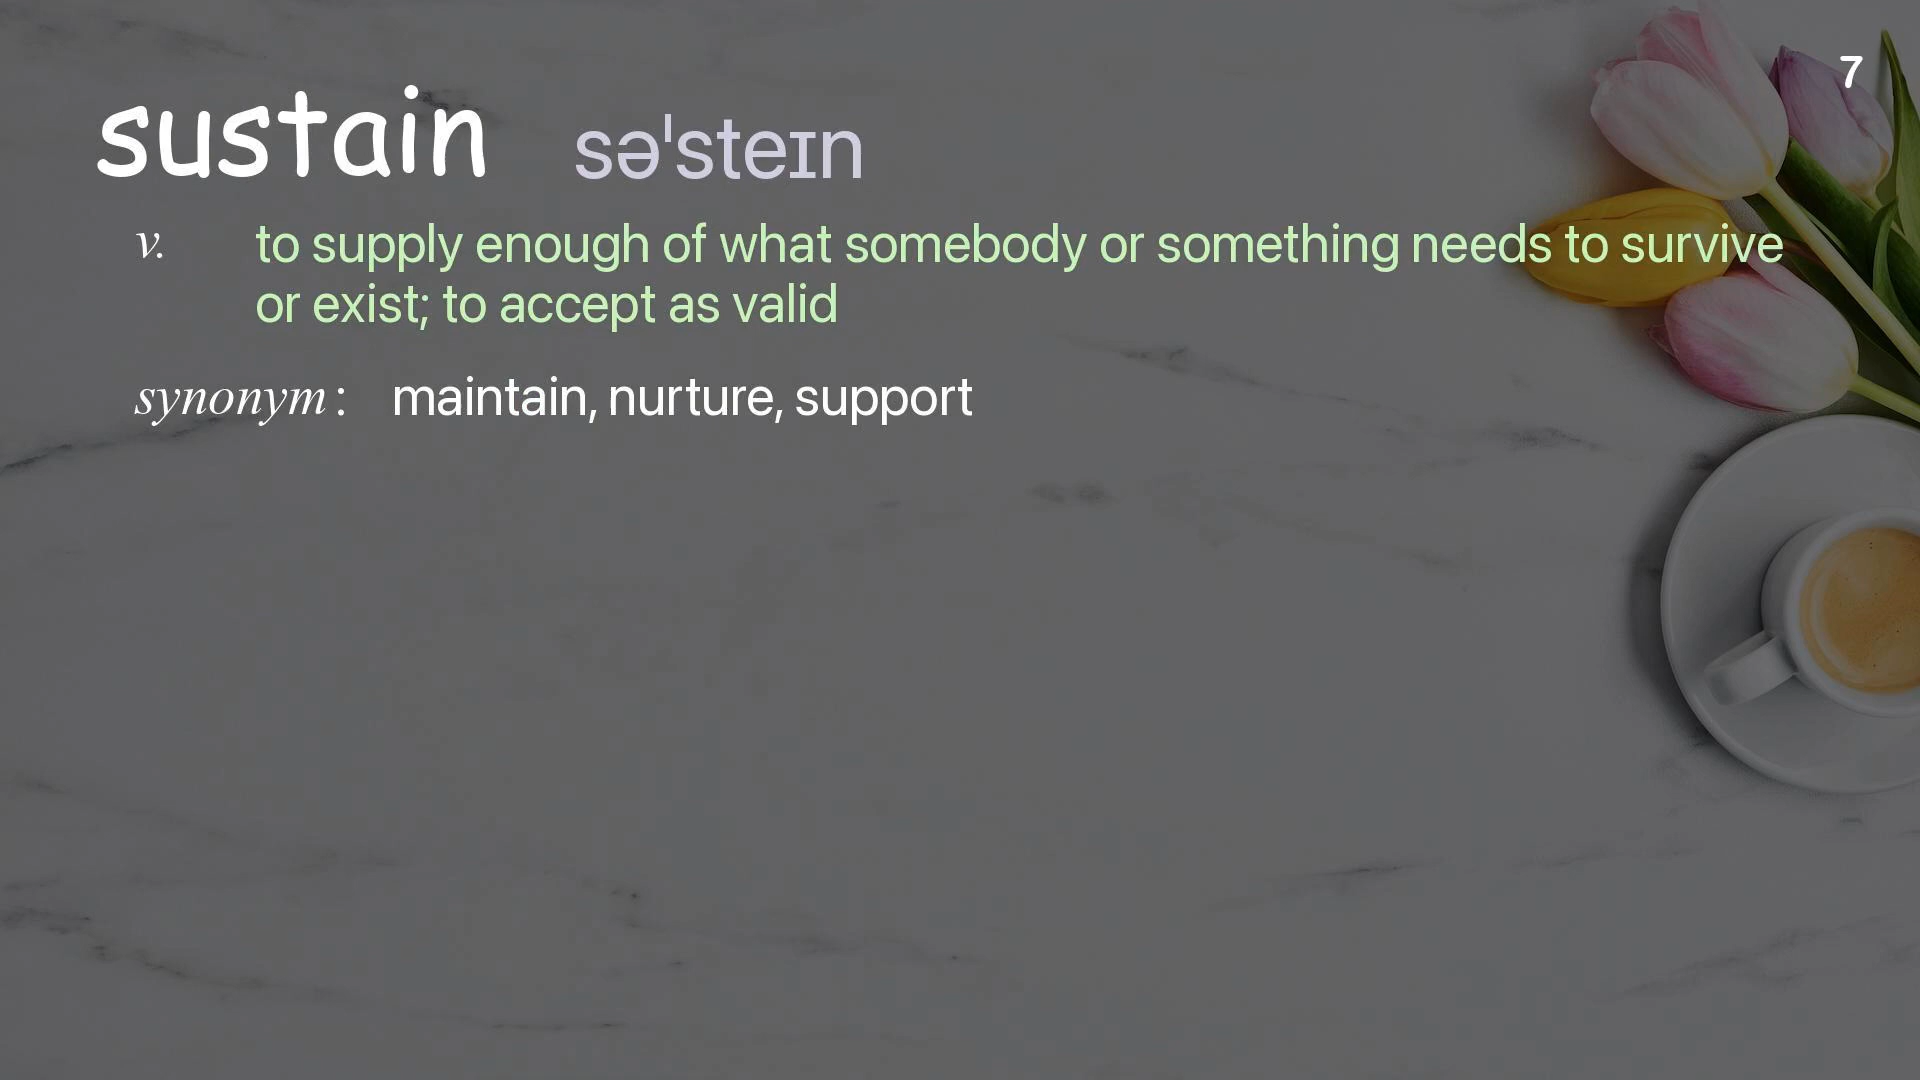 7
sustain səˈsteɪn
v. to supply enough of what somebody or something needs to survive
or exist; to accept as valid
synonym : maintain, nurture, support